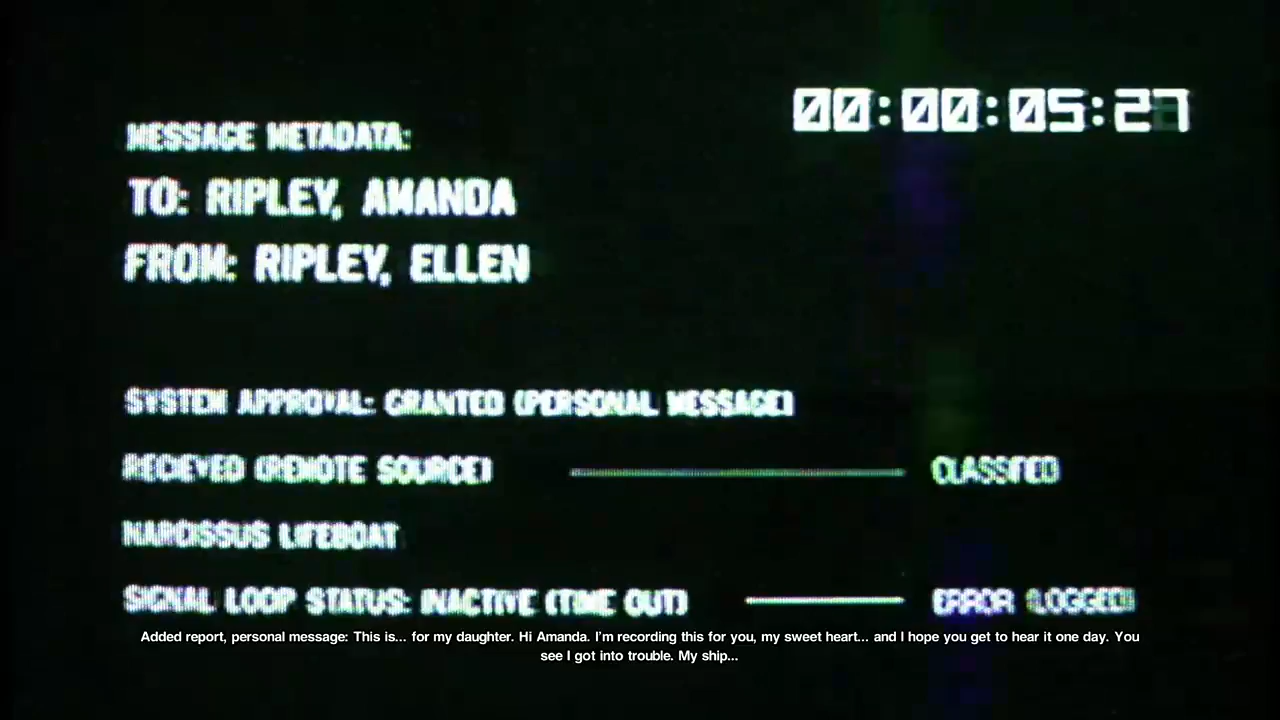 00:00:05:27
MESSAGE METADATA:
TO: RIPLEY, AMANDA
FROM: RIPLEY, ELLEN
SYSTEM APPROVAL: GRANTED (PERSONAL MESSAGE)
RECIEVED (REMOTE SOURCE) CLASSIFIED
NARCISSUS LIFEBOAT
SIGNAL LOOP STATUS: INACTIVE (TIME OUT) ERROR (LOGGED)
Added report, personal message: This is... for my daughter. Hi Amanda. I'm recording this for you, my sweet heart... and I hope you get to hear it one day. You
see I got into trouble. My ship...